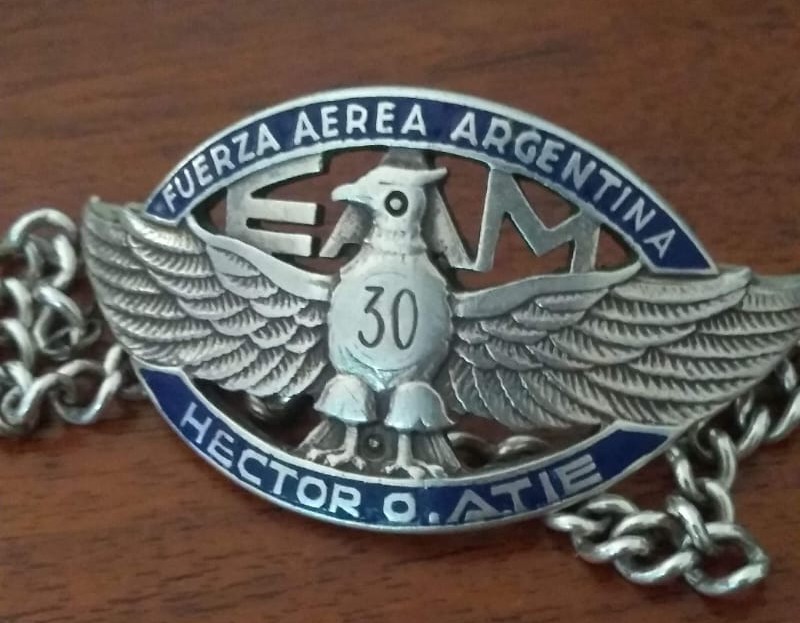 FUERZA AEREA ARGENTINA
EAM
30
HECTOR O. ATIE